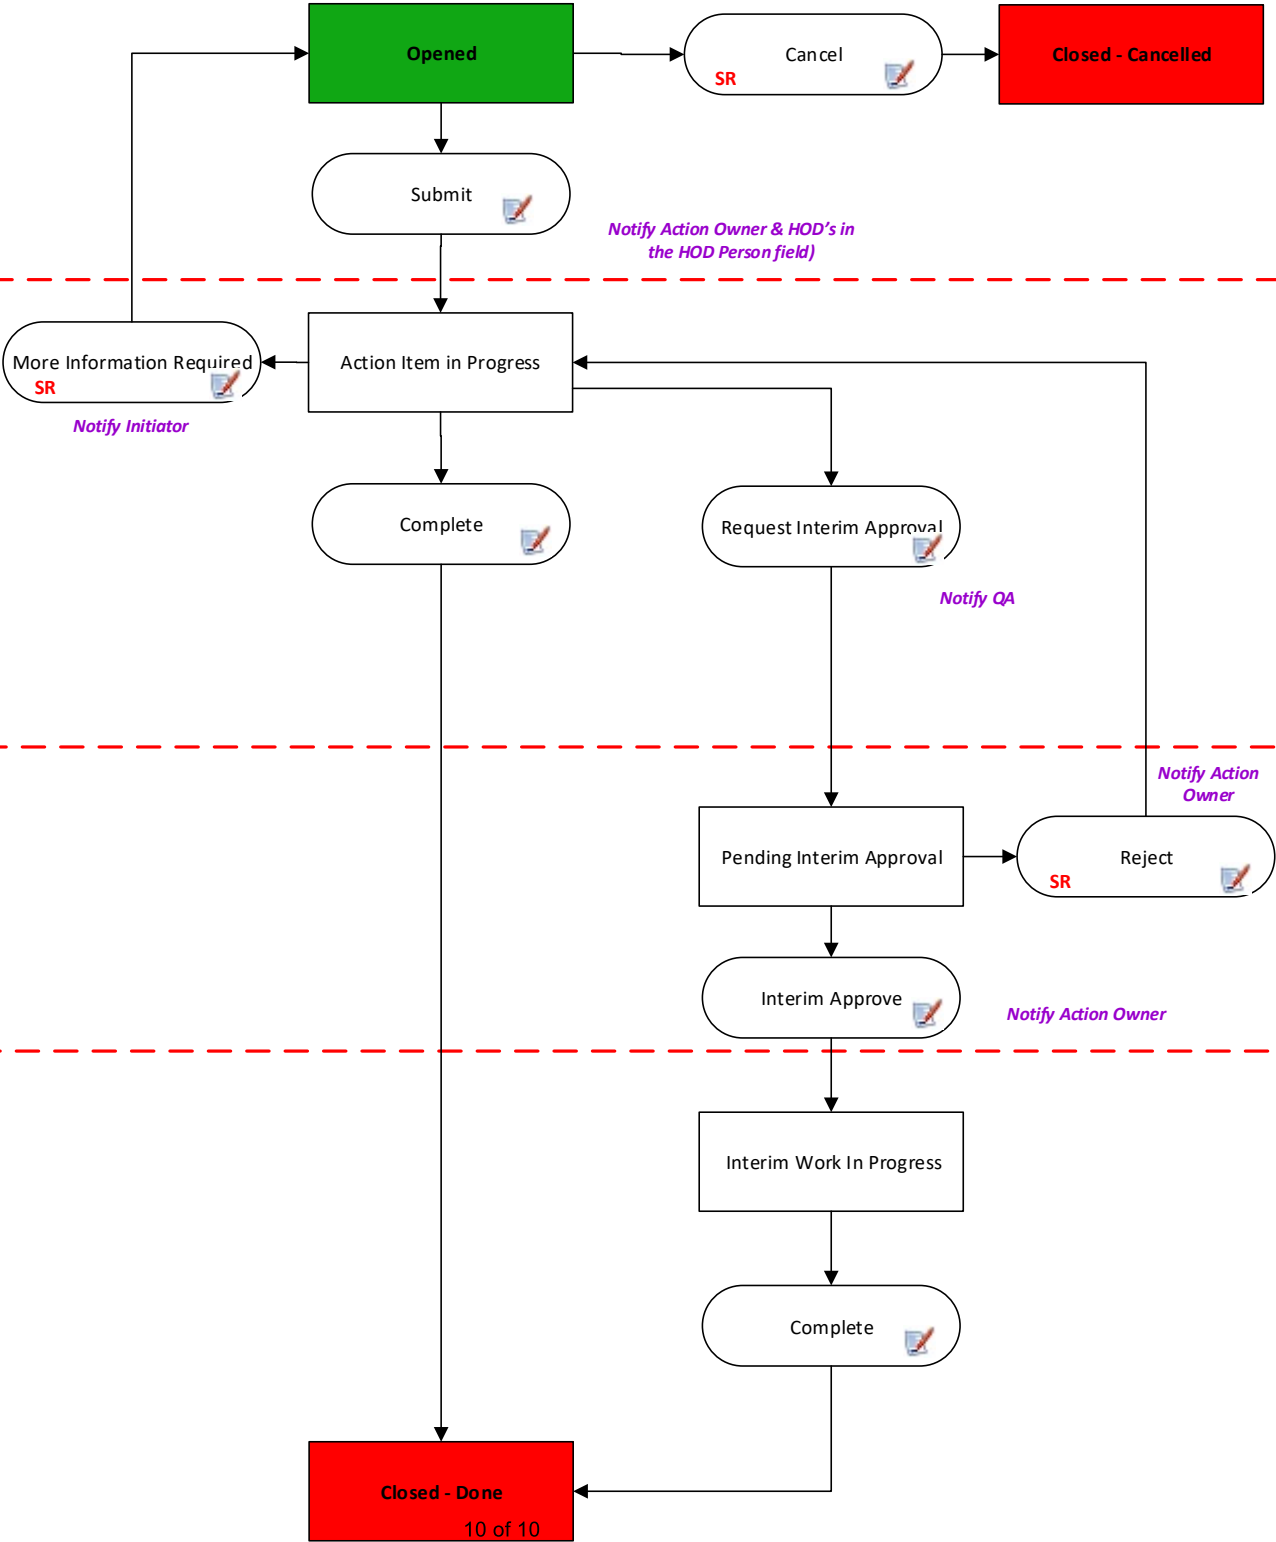 Opened
Cancel
SR
Closed - Cancelled
Submit
Notify Action Owner & HOD’s in
the HOD Person field)
More Information Required
SR
Action Item in Progress
Notify Initiator
Complete
Request Interim Approval
Notify QA
Notify Action
Owner
Pending Interim Approval
Reject
SR
Interim Approve
Notify Action Owner
Interim Work In Progress
Complete
Closed - Done
10 of 10